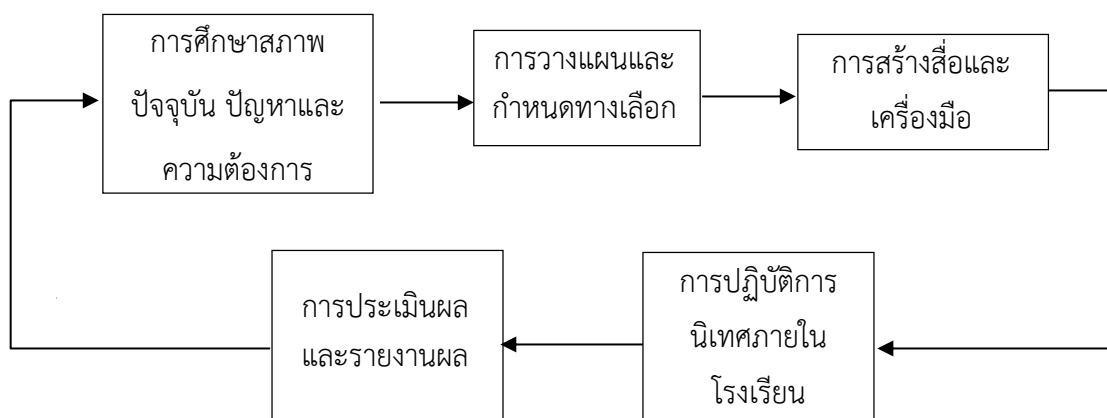 การศึกษาสภาพ
ปัจจุบัน ปัญหาและ
ความต้องการ
การวางแผนและ
กำหนดทางเลือก
การสร้างสื่อและ
เครื่องมือ
การปฏิบัติการ
นิเทศภายใน
โรงเรียน
การประเมินผล
และรายงานผล